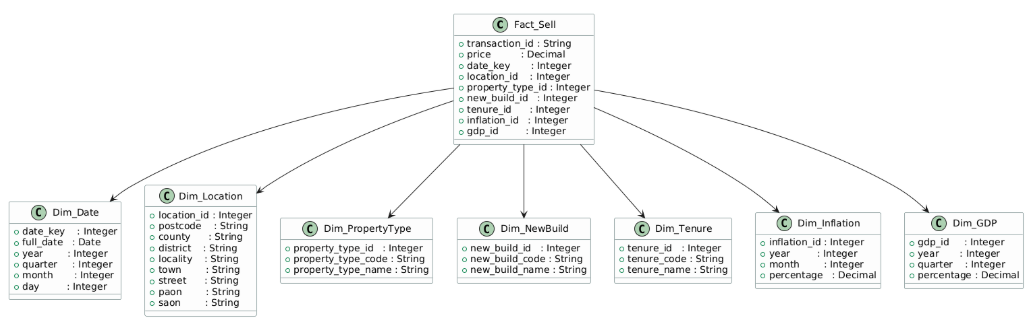 C Fact_Sell
transaction_id : String
price : Decimal
date_key : Integer
location_id : Integer
property_type_id : Integer
new_build_id : Integer
tenure_id : Integer
inflation_id : Integer
gdp_id : Integer
C Dim_Date
date_key : Integer
full_date : Date
year : Integer
quarter : Integer
month : Integer
day : Integer
C Dim_Location
location_id : Integer
postcode : String
county : String
district : String
locality : String
town : String
street : String
paon : String
saon : String
C Dim_PropertyType
property_type_id : Integer
property_type_code : String
property_type_name : String
C Dim_NewBuild
new_build_id : Integer
new_build_code : String
new_build_name : String
C Dim_Tenure
tenure_id : Integer
tenure_code : String
tenure_name : String
C Dim_Inflation
inflation_id : Integer
year : Integer
month : Integer
percentage : Decimal
C Dim_GDP
gdp_id : Integer
year : Integer
quarter : Integer
percentage : Decimal